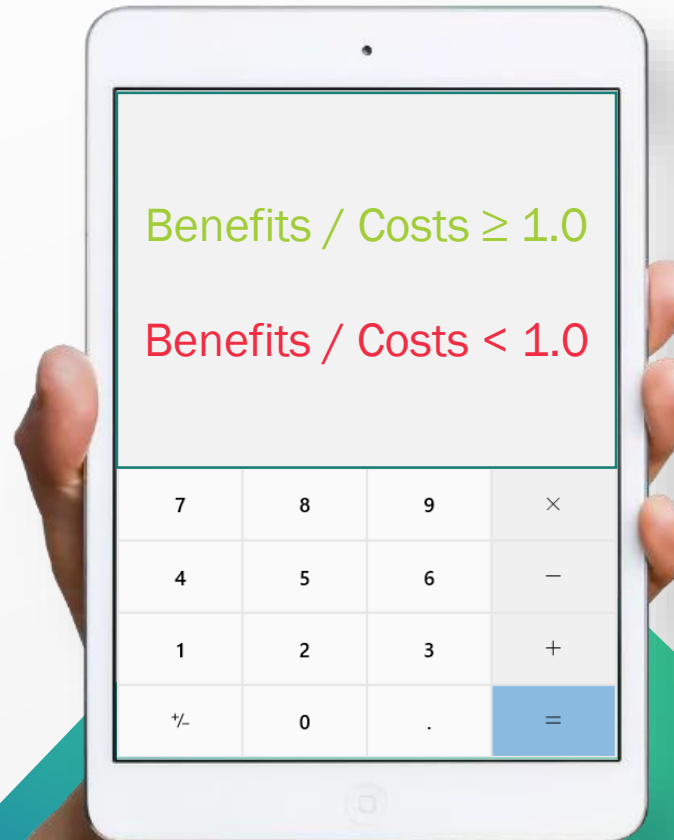 Benefits / Costs ≥ 1.0
Benefits / Costs < 1.0
7 8 9 ×
4 5 6 −
1 2 3 +
+/− 0 . =